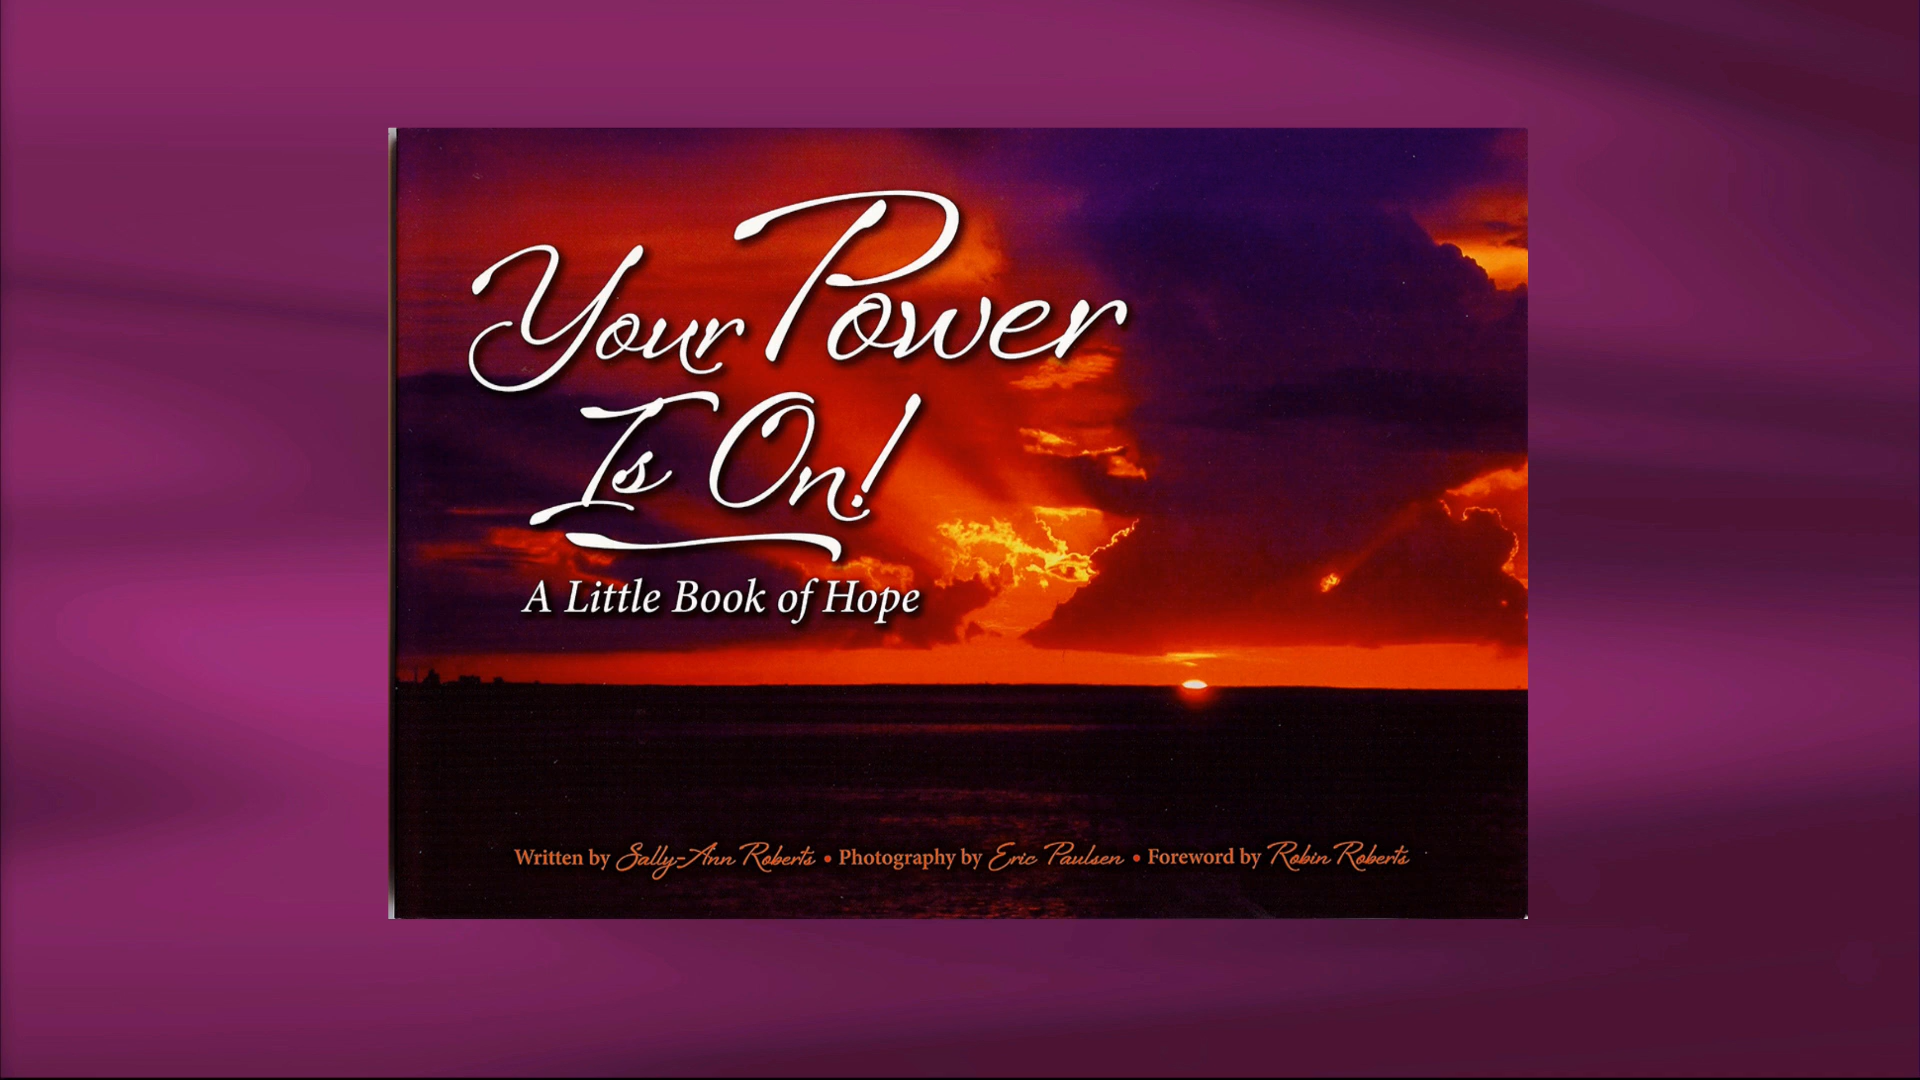 Your Power
Is On!
A Little Book of Hope
Written by Sally-Ann Roberts • Photography by Eric Paulsen • Foreword by Robin Roberts